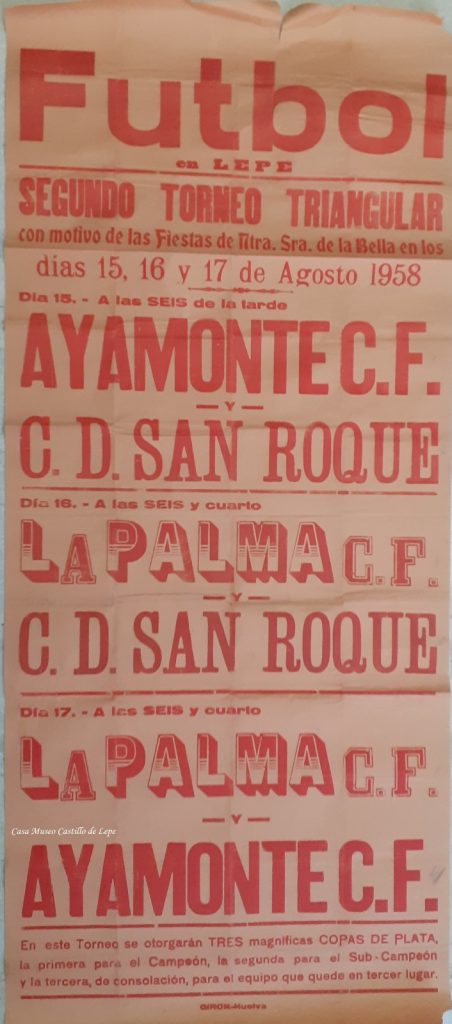 Futbol
en LEPE
SEGUNDO TORNEO TRIANGULAR
con motivo de las Fiestas de Ntra. Sra. de la Bella en los
días 15, 16 y 17 de Agosto 1958
Día 15. - A las SEIS de la tarde
AYAMONTE C.F.
— Y —
C. D. SAN ROQUE
Día 16. - A las SEIS y cuarto
LA PALMA C.F.
— Y —
C. D. SAN ROQUE
Día 17. - A las SEIS y cuarto
LA PALMA C.F.
— Y —
AYAMONTE C.F.
En este Torneo se otorgarán TRES magníficas COPAS DE PLATA,
la primera para el Campeón, la segunda para el Sub-Campeón
y la tercera, de consolación, para el equipo que quede en tercer lugar.
GIRON-Huelva
Casa Museo Castillo de Lepe